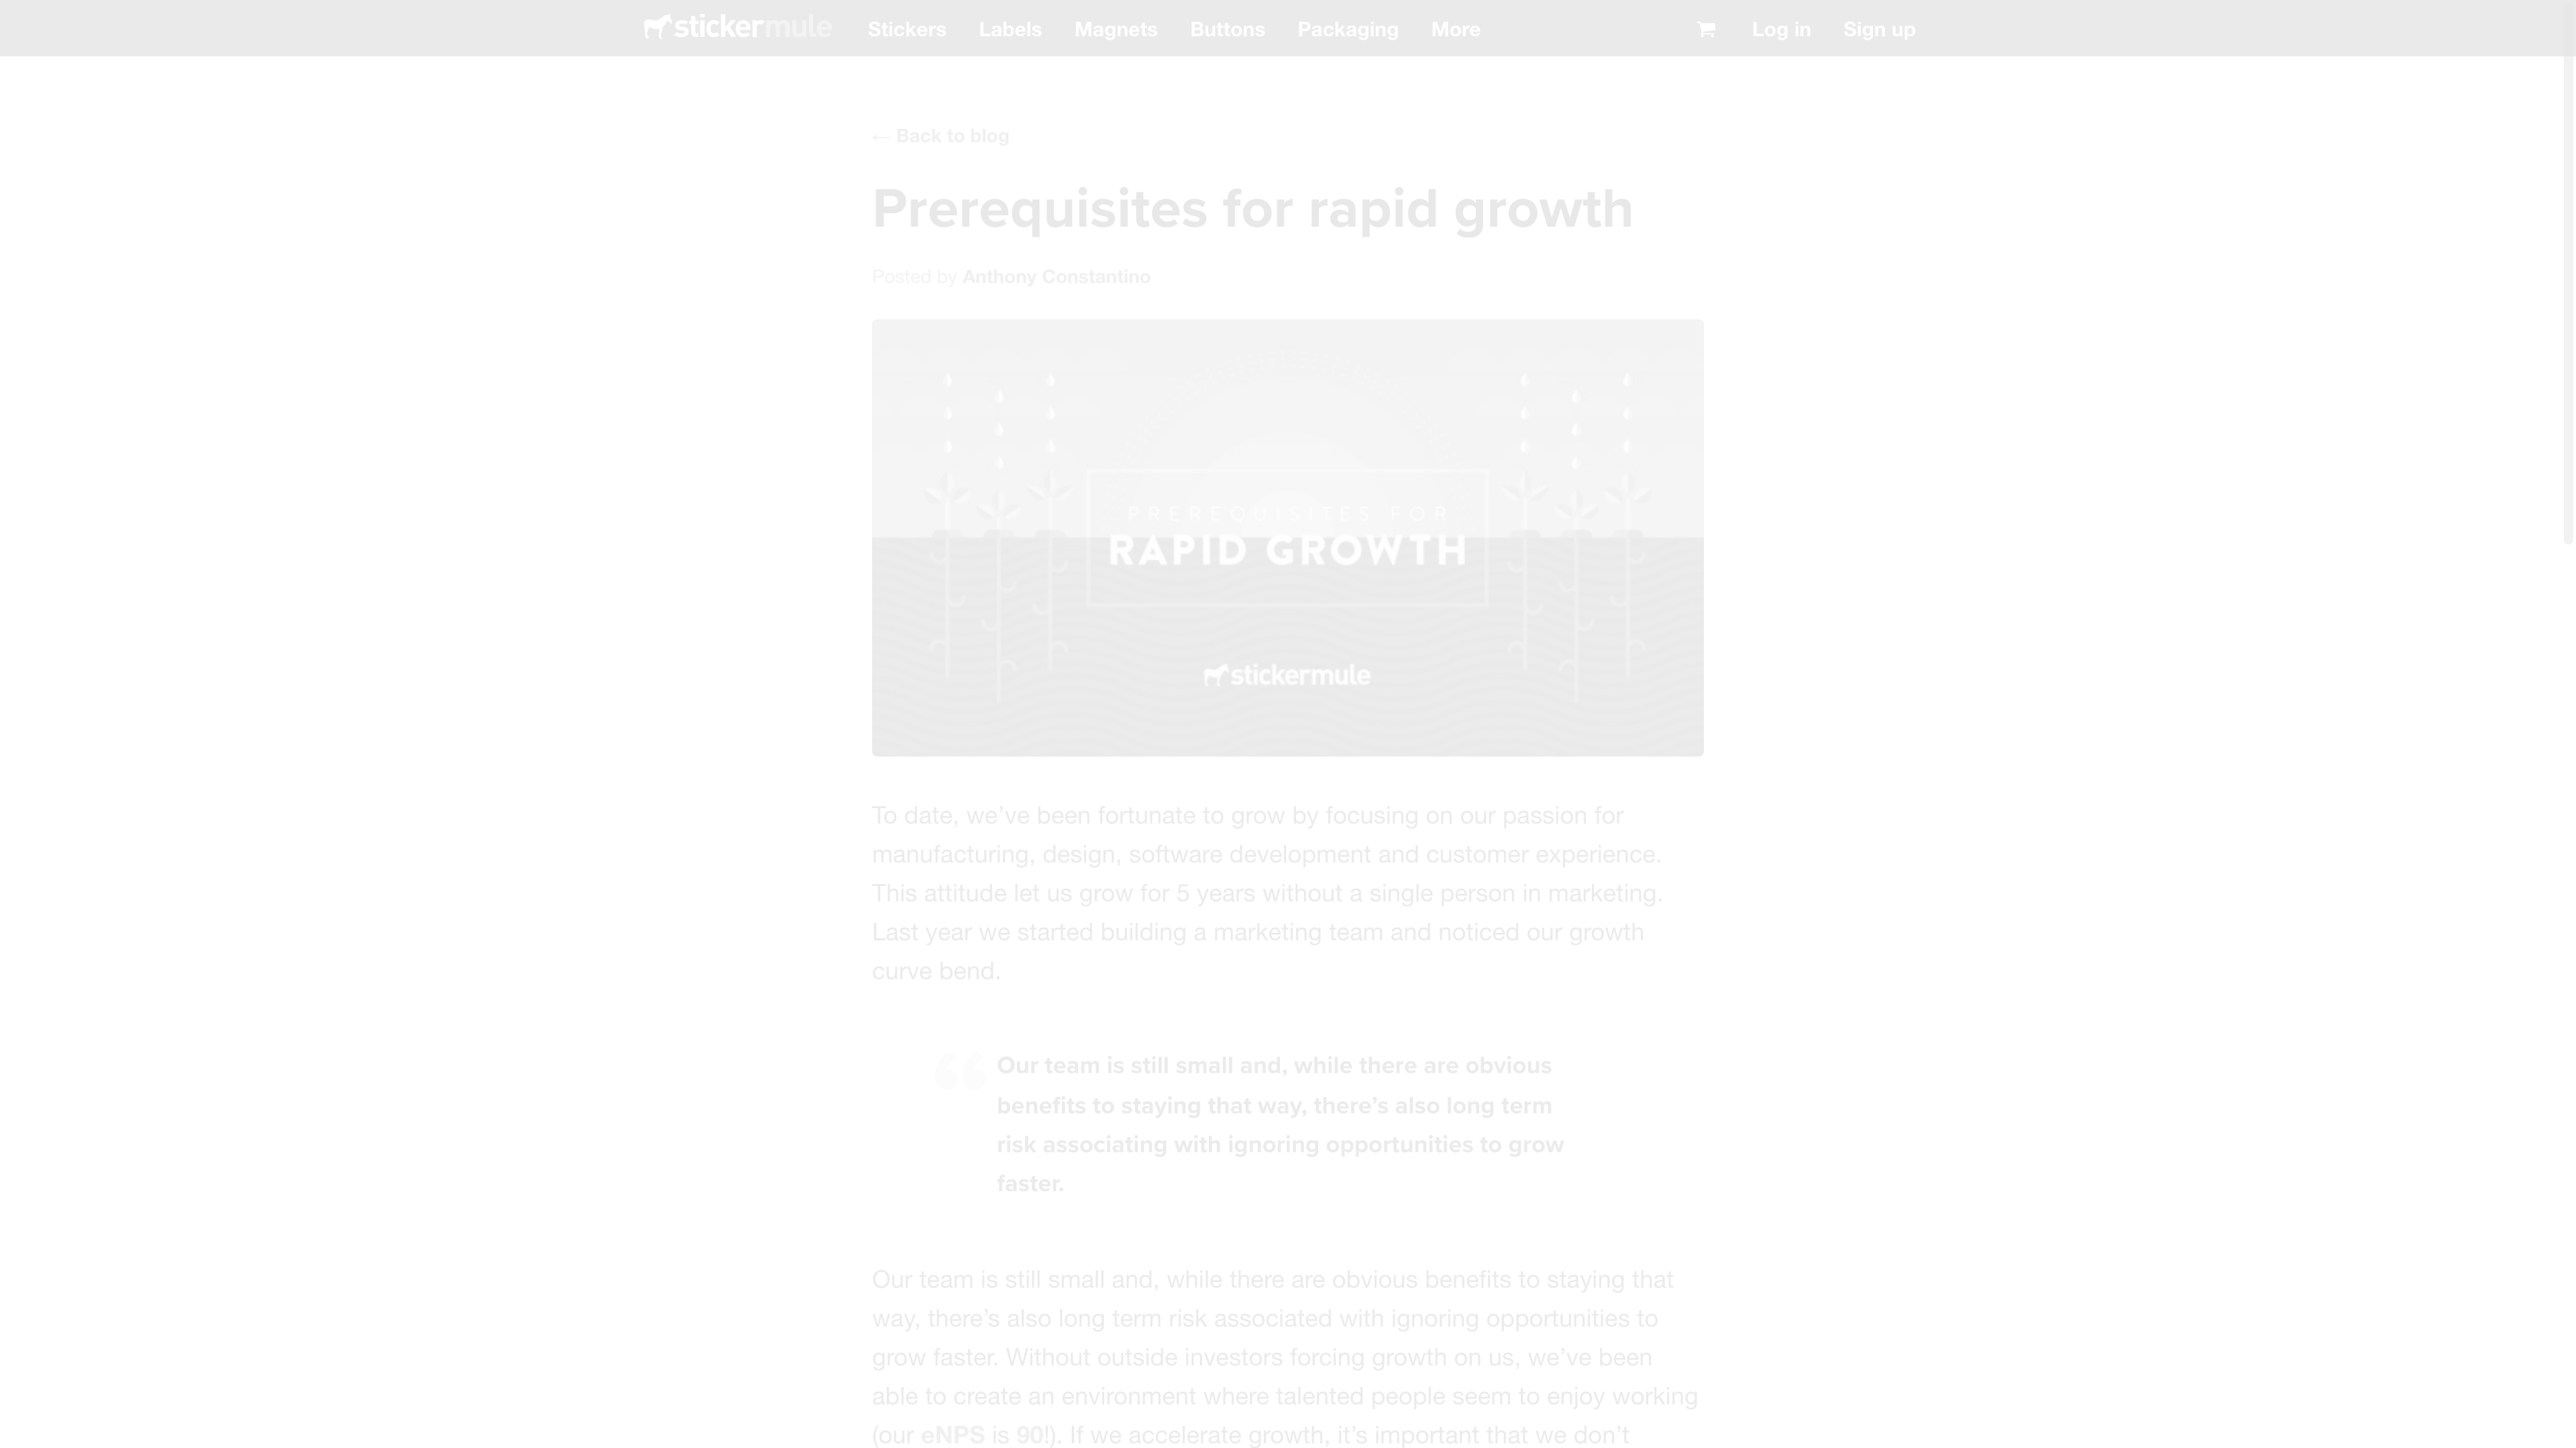 stickermule Stickers Labels Magnets Buttons Packaging More Log in Sign up
← Back to blog
Prerequisites for rapid growth
Posted by Anthony Constantino
PREREQUISITES FOR
RAPID GROWTH
stickermule
To date, we’ve been fortunate to grow by focusing on our passion for
manufacturing, design, software development and customer experience.
This attitude let us grow for 5 years without a single person in marketing.
Last year we started building a marketing team and noticed our growth
curve bend.
“ Our team is still small and, while there are obvious
benefits to staying that way, there’s also long term
risk associating with ignoring opportunities to grow
faster.
Our team is still small and, while there are obvious benefits to staying that
way, there’s also long term risk associated with ignoring opportunities to
grow faster. Without outside investors forcing growth on us, we’ve been
able to create an environment where talented people seem to enjoy working
(our eNPS is 90!). If we accelerate growth, it’s important that we don’t